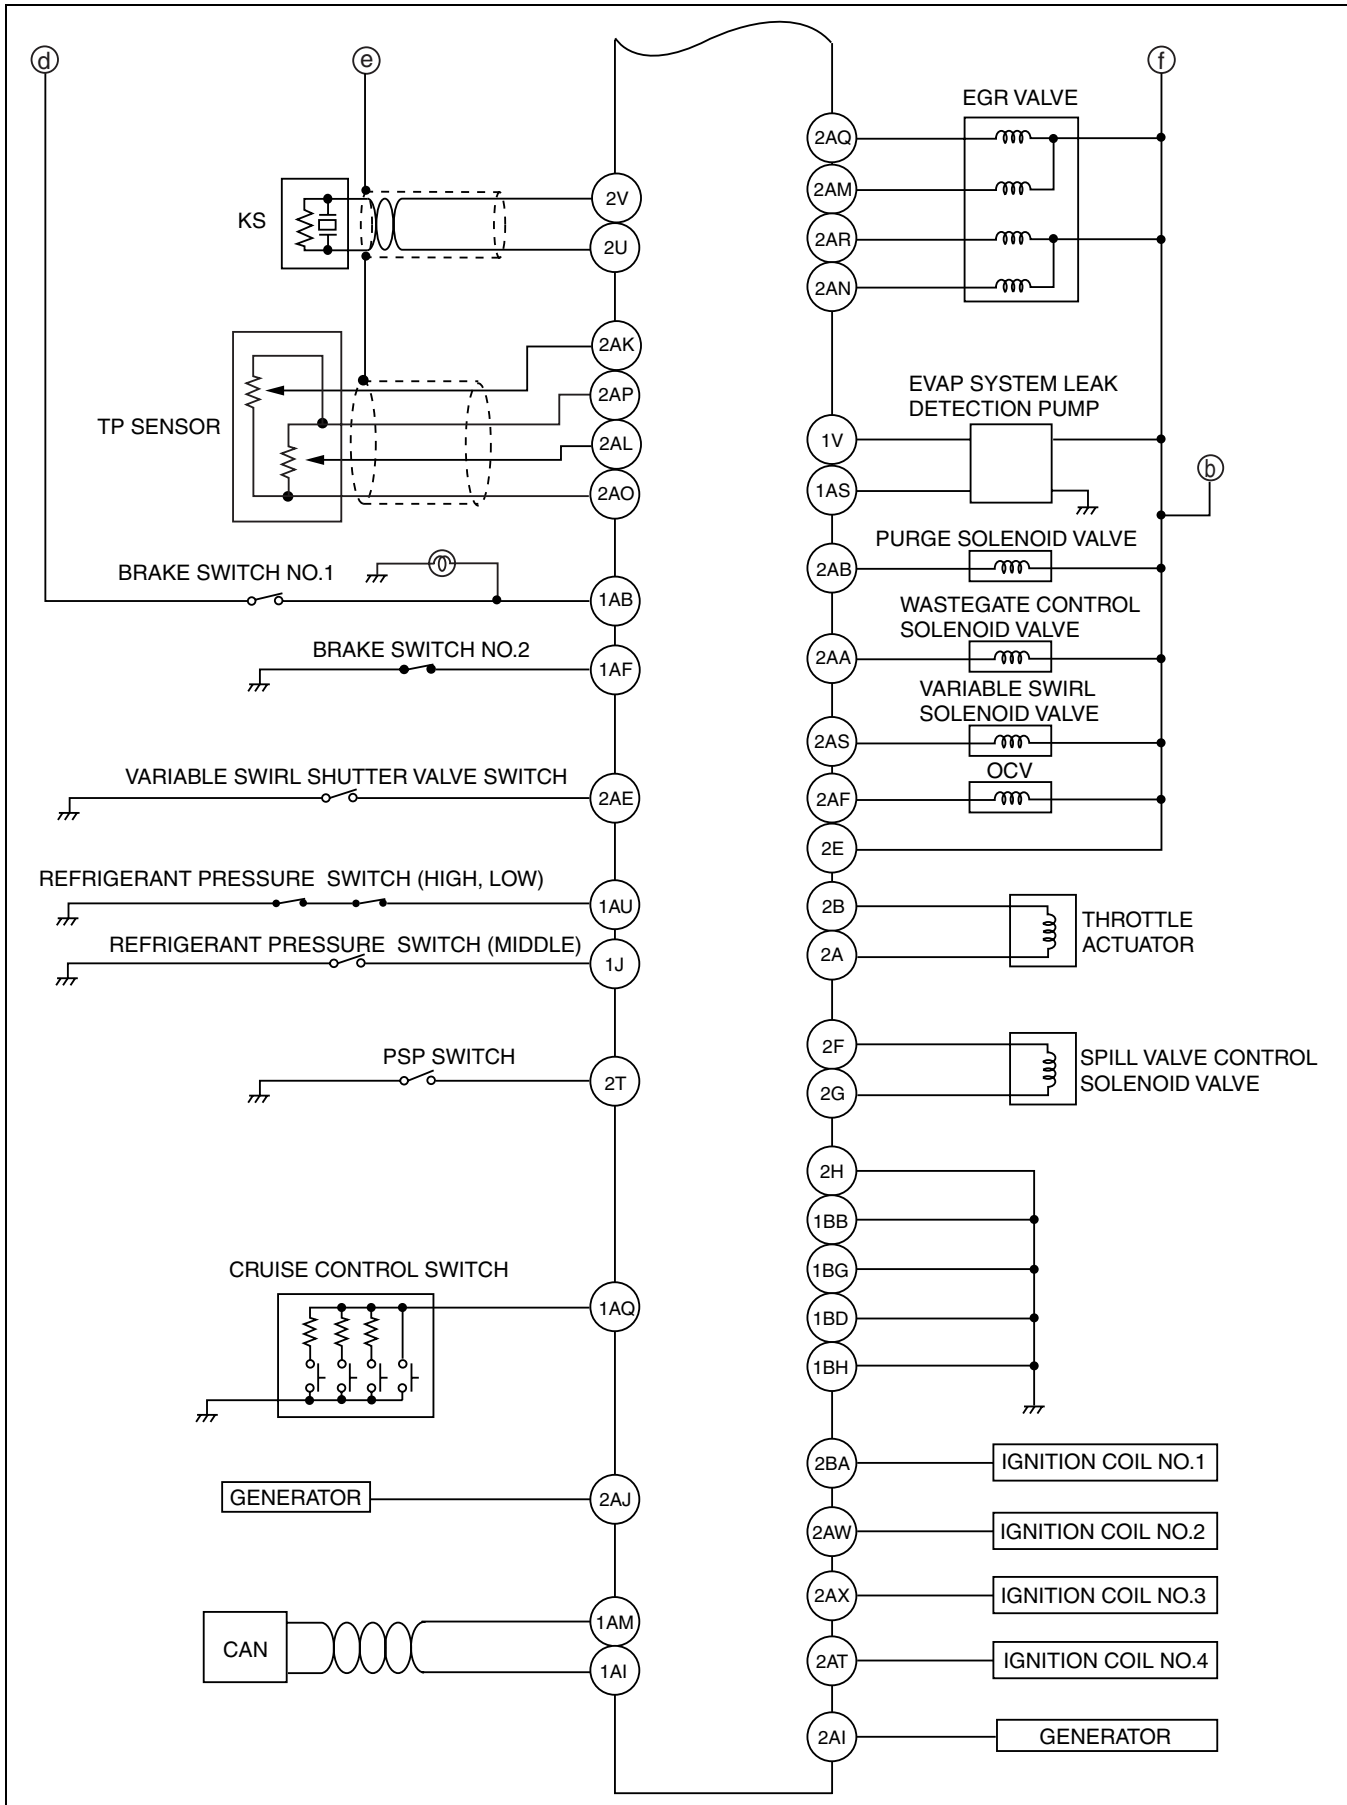 d
e
f
KS
2V
2U
TP SENSOR
2AK
2AP
2AL
2AO
BRAKE SWITCH NO.1
1AB
BRAKE SWITCH NO.2
1AF
VARIABLE SWIRL SHUTTER VALVE SWITCH
2AE
REFRIGERANT PRESSURE SWITCH (HIGH, LOW)
1AU
REFRIGERANT PRESSURE SWITCH (MIDDLE)
1J
PSP SWITCH
2T
CRUISE CONTROL SWITCH
1AQ
GENERATOR
2AJ
CAN
1AM
1AI
EGR VALVE
2AQ
2AM
2AR
2AN
EVAP SYSTEM LEAK
DETECTION PUMP
1V
1AS
b
PURGE SOLENOID VALVE
2AB
WASTEGATE CONTROL
SOLENOID VALVE
2AA
VARIABLE SWIRL
SOLENOID VALVE
2AS
OCV
2AF
2E
2B
2A
THROTTLE
ACTUATOR
2F
2G
SPILL VALVE CONTROL
SOLENOID VALVE
2H
1BB
1BG
1BD
1BH
2BA
IGNITION COIL NO.1
2AW
IGNITION COIL NO.2
2AX
IGNITION COIL NO.3
2AT
IGNITION COIL NO.4
2AI
GENERATOR